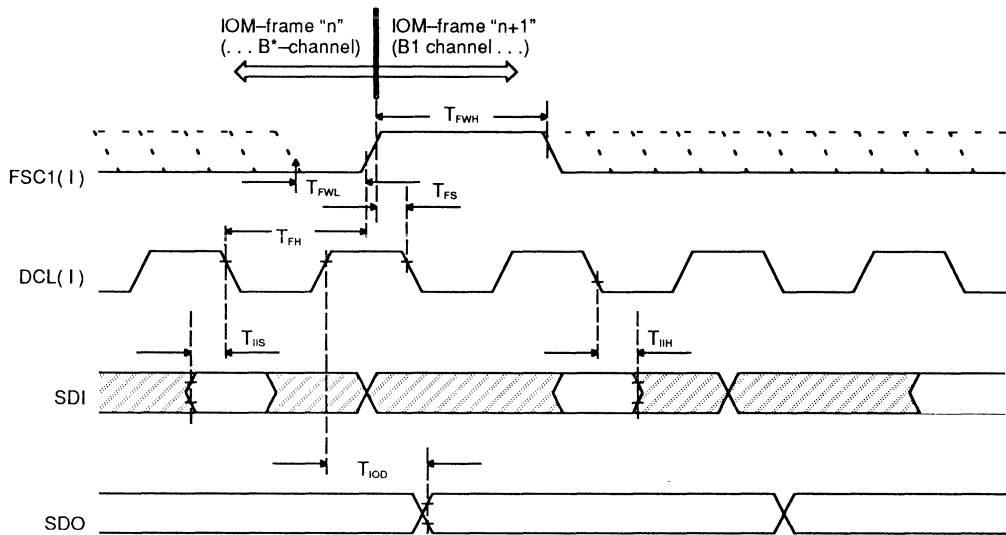 IOM–frame “n”
(. . . B*–channel)
IOM–frame “n+1”
(B1 channel . . .)
TFWH
FSC1( I )
TFWL
TFS
TFH
DCL( I )
TIIS
TIIH
SDI
TIOD
SDO